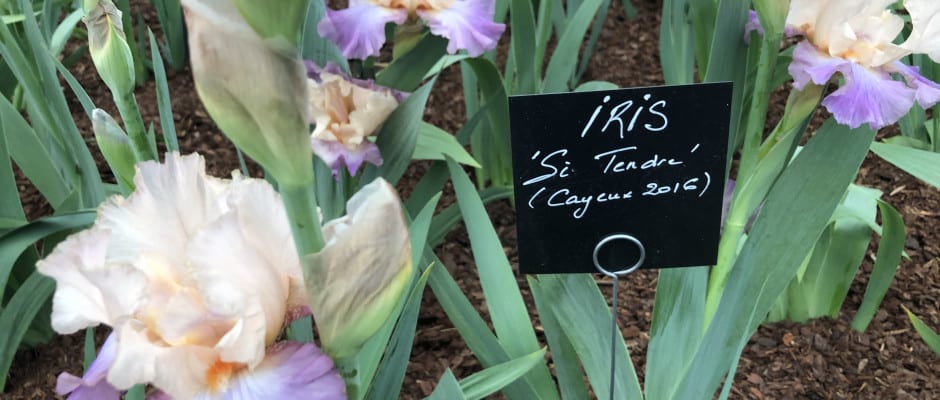 IRIS
'Si Tendre'
(Cayeux 2016)